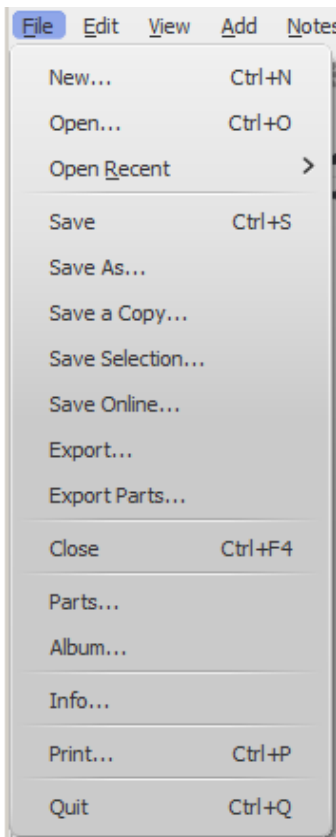 File Edit View Add Notes
New... Ctrl+N
Open... Ctrl+O
Open Recent >
Save Ctrl+S
Save As...
Save a Copy...
Save Selection...
Save Online...
Export...
Export Parts...
Close Ctrl+F4
Parts...
Album...
Info...
Print... Ctrl+P
Quit Ctrl+Q